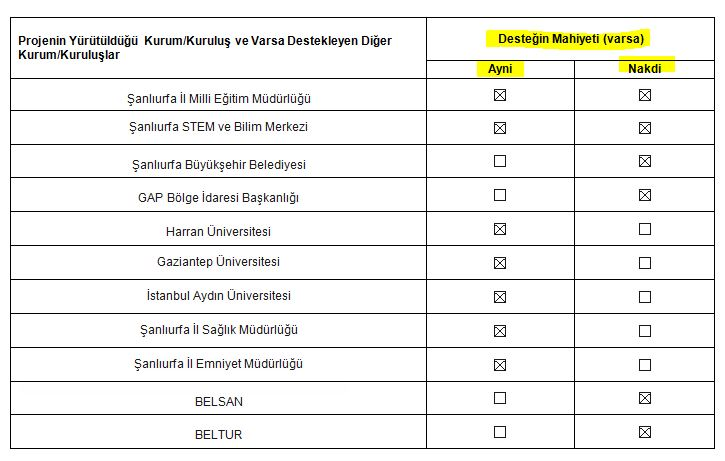 Projenin Yürütüldüğü Kurum/Kuruluş ve Varsa Destekleyen Diğer
Kurum/Kuruluşlar
Desteğin Mahiyeti (varsa)
Ayni
Nakdi
Şanlıurfa İl Milli Eğitim Müdürlüğü ☒ ☒
Şanlıurfa STEM ve Bilim Merkezi ☒ ☒
Şanlıurfa Büyükşehir Belediyesi ☐ ☒
GAP Bölge İdaresi Başkanlığı ☐ ☒
Harran Üniversitesi ☒ ☐
Gaziantep Üniversitesi ☒ ☐
İstanbul Aydın Üniversitesi ☒ ☐
Şanlıurfa İl Sağlık Müdürlüğü ☒ ☐
Şanlıurfa İl Emniyet Müdürlüğü ☒ ☐
BELSAN ☐ ☒
BELTUR ☐ ☒